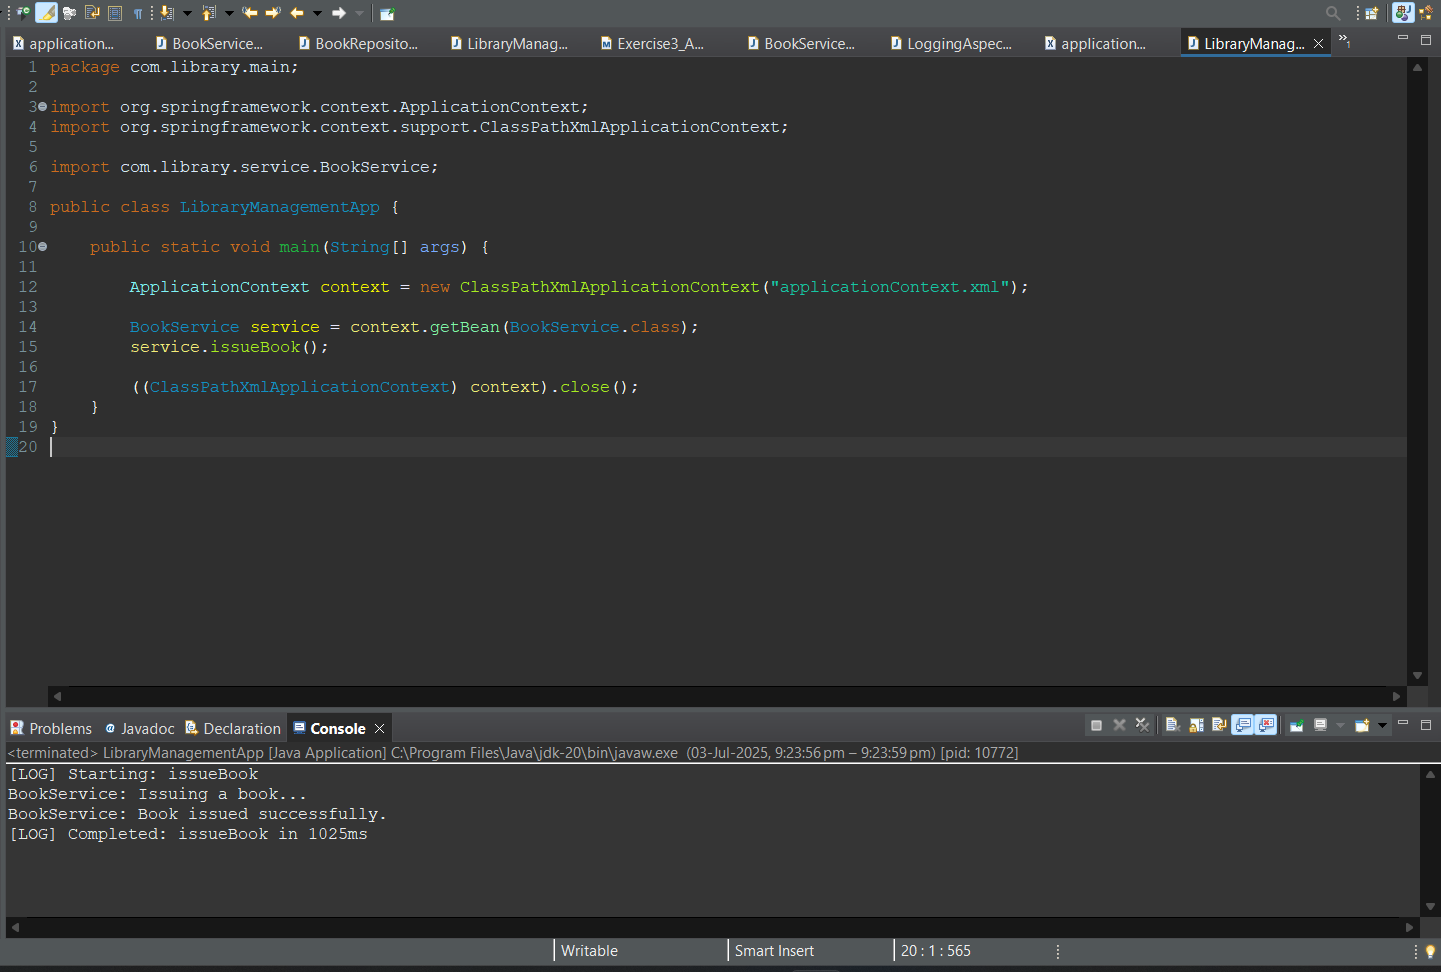 application...
BookService...
BookReposito...
LibraryManag...
Exercise3_A...
BookService...
LoggingAspec...
application...
LibraryManag...
»1
1 package com.library.main;
2
3 import org.springframework.context.ApplicationContext;
4 import org.springframework.context.support.ClassPathXmlApplicationContext;
5
6 import com.library.service.BookService;
7
8 public class LibraryManagementApp {
9
10 public static void main(String[] args) {
11
12 ApplicationContext context = new ClassPathXmlApplicationContext("applicationContext.xml");
13
14 BookService service = context.getBean(BookService.class);
15 service.issueBook();
16
17 ((ClassPathXmlApplicationContext) context).close();
18 }
19 }
20
Problems
Javadoc
Declaration
Console
<terminated> LibraryManagementApp [Java Application] C:\Program Files\Java\jdk-20\bin\javaw.exe (03-Jul-2025, 9:23:56 pm – 9:23:59 pm) [pid: 10772]
[LOG] Starting: issueBook
BookService: Issuing a book...
BookService: Book issued successfully.
[LOG] Completed: issueBook in 1025ms
Writable
Smart Insert
20 : 1 : 565